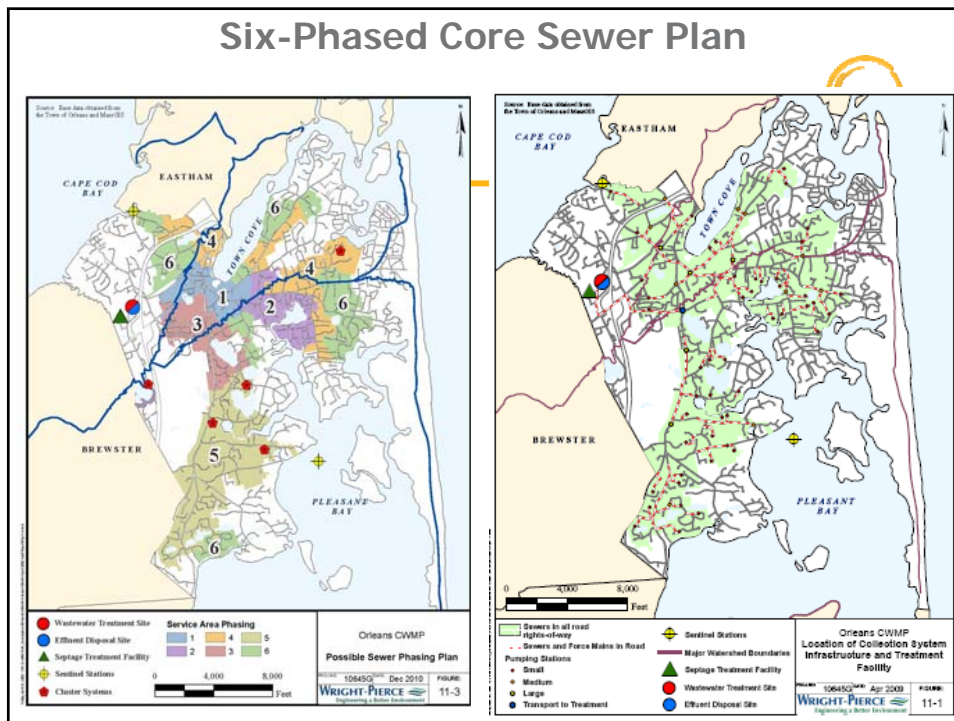 Six-Phased Core Sewer Plan
Source: Base data obtained from
the Town of Orleans and MassGIS
N
CAPE COD
BAY
EASTHAM
TOWN COVE
6
4
6
4
1
2
6
3
5
BREWSTER
PLEASANT
BAY
6
Wastewater Treatment Site
Effluent Disposal Site
Septage Treatment Facility
Sentinel Stations
Cluster Systems
Service Area Phasing
1 4 5
2 3 6
0 4,000 8,000
Feet
Orleans CWMP
Possible Sewer Phasing Plan
10645G DATE: Dec 2010 FIGURE:
WRIGHT-PIERCE 11-3
Engineering a Better Environment
Source: Base data obtained from
the Town of Orleans and MassGIS
N
CAPE COD
BAY
EASTHAM
TOWN COVE
BREWSTER
PLEASANT
BAY
0 4,000 8,000
Feet
Sewers in all road
rights-of-way
Sewers and Force Mains in Road
Pumping Stations
Small
Medium
Large
Transport to Treatment
Sentinel Stations
Major Watershed Boundaries
Septage Treatment Facility
Wastewater Treatment Site
Effluent Disposal Site
Orleans CWMP
Location of Collection System
Infrastructure and Treatment
Facility
10645G DATE: Apr 2009 FIGURE:
WRIGHT-PIERCE 11-1
Engineering a Better Environment